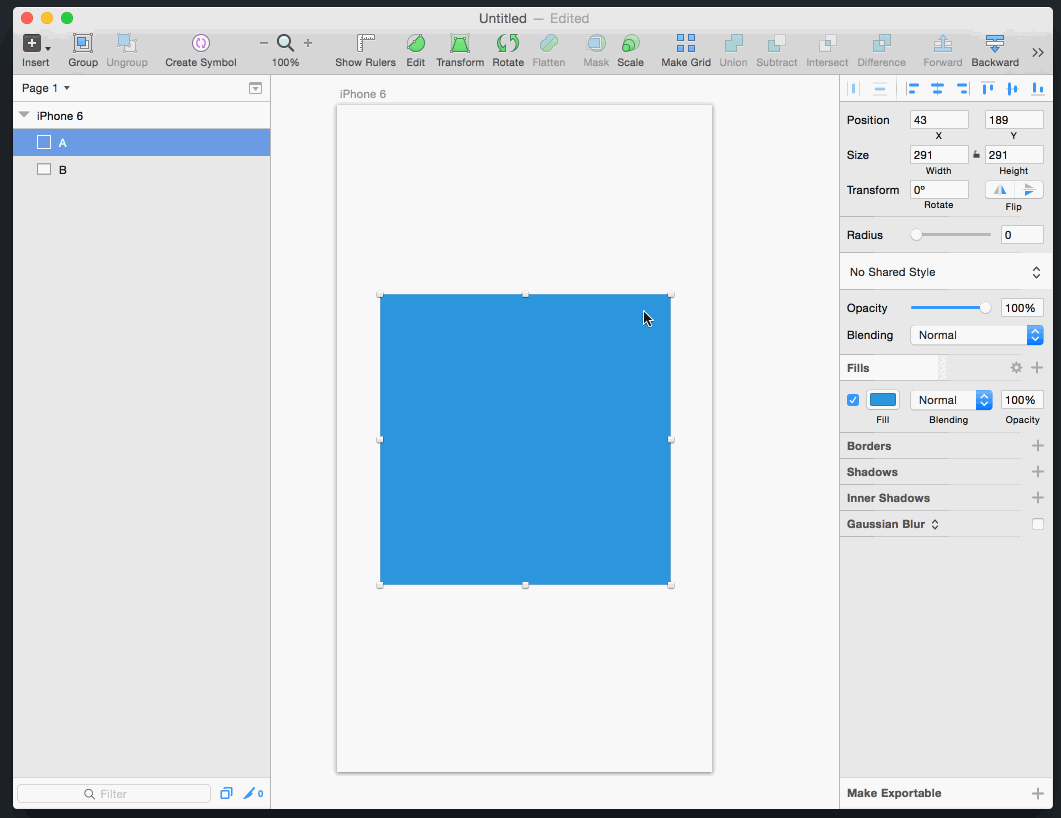 Untitled — Edited
Insert Group Ungroup Create Symbol 100% Show Rulers Edit Transform Rotate Flatten Mask Scale Make Grid Union Subtract Intersect Difference Forward Backward
Page 1
iPhone 6
A
B
Filter
0
iPhone 6
Position 43 189
X Y
Size 291 291
Width Height
Transform 0º
Rotate Flip
Radius 0
No Shared Style
Opacity 100%
Blending Normal
Fills
Normal 100%
Fill Blending Opacity
Borders
Shadows
Inner Shadows
Gaussian Blur
Make Exportable